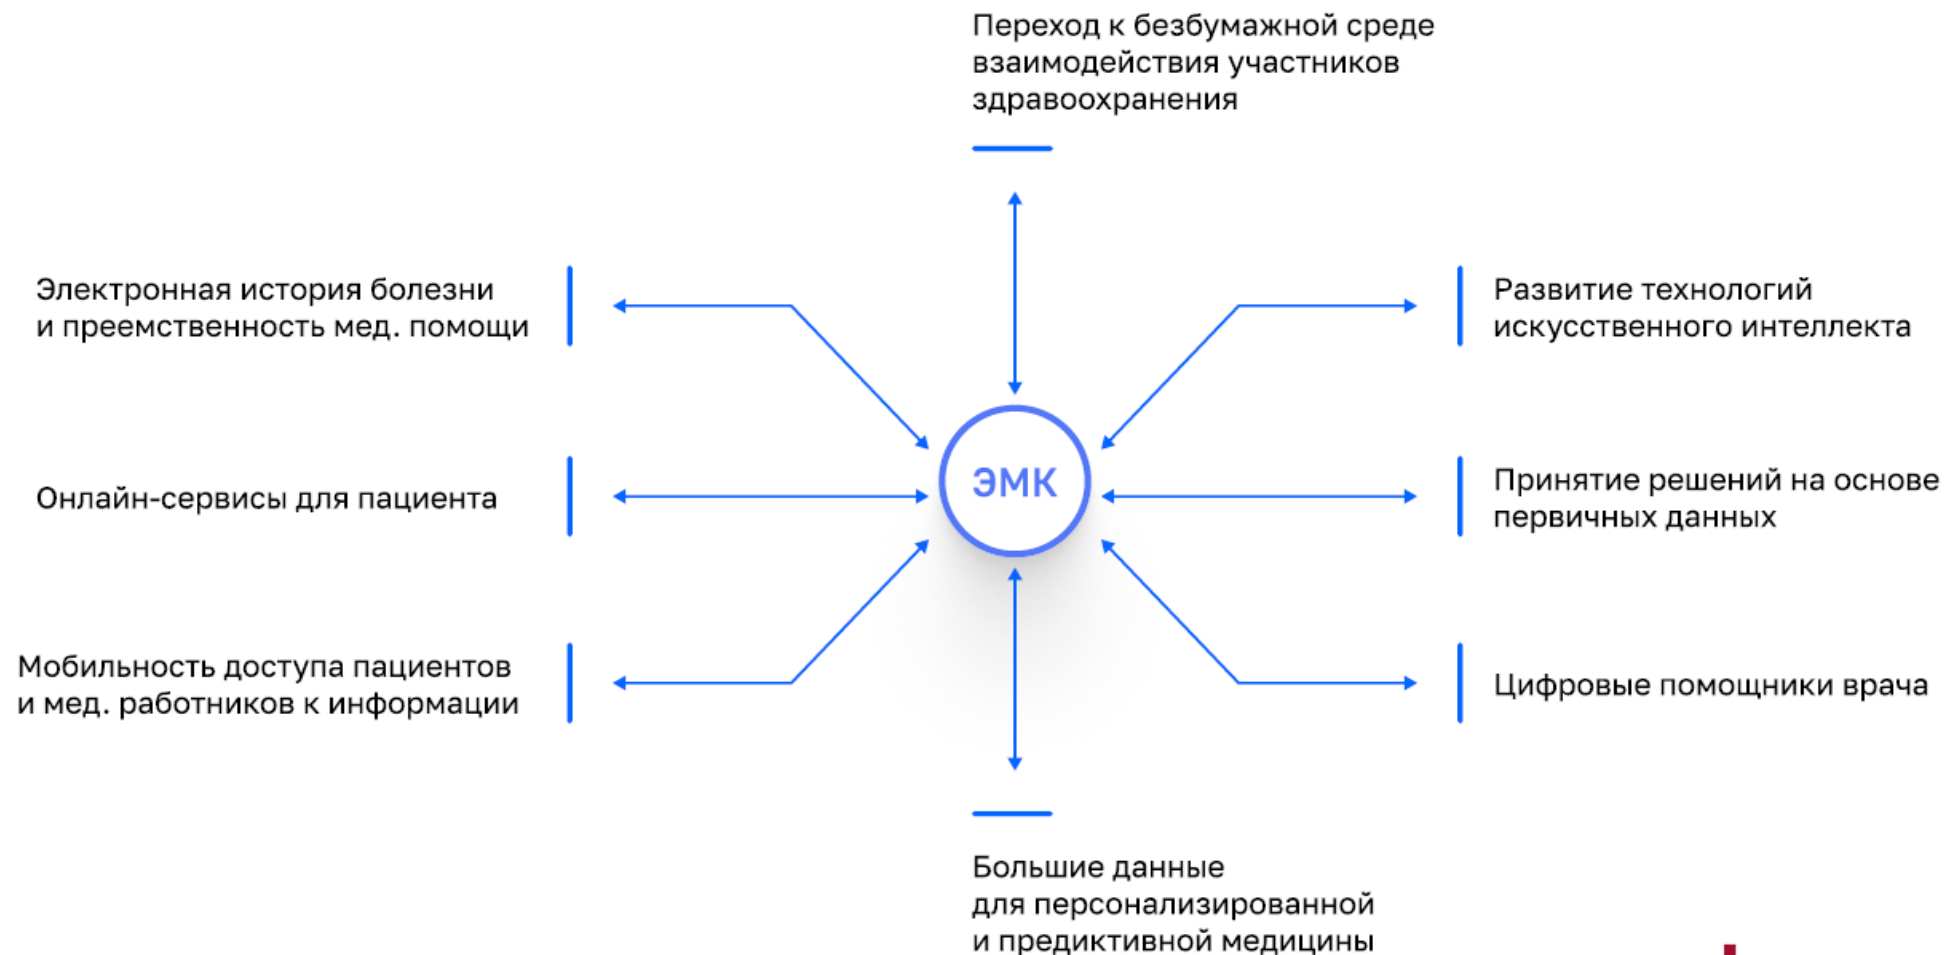 Переход к безбумажной среде
взаимодействия участников
здравоохранения
Электронная история болезни
и преемственность мед. помощи
Развитие технологий
искусственного интеллекта
Онлайн-сервисы для пациента
ЭМК
Принятие решений на основе
первичных данных
Мобильность доступа пациентов
и мед. работников к информации
Цифровые помощники врача
Большие данные
для персонализированной
и предиктивной медицины